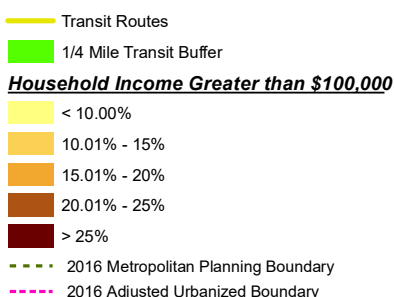 Transit Routes
1/4 Mile Transit Buffer
Household Income Greater than $100,000
< 10.00%
10.01% - 15%
15.01% - 20%
20.01% - 25%
> 25%
2016 Metropolitan Planning Boundary
2016 Adjusted Urbanized Boundary